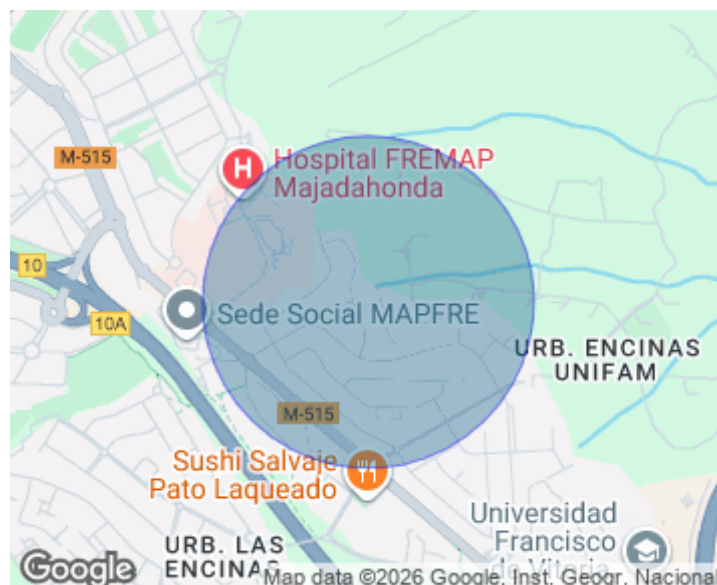 M-515
H
Hospital FREMAP
Majadahonda
10
Sede Social MAPFRE
10A
URB. ENCINAS
UNIFAM
M-515
Sushi Salvaje
Pato Laqueado
Universidad
Francisco
de Vitoria
URB. LAS
ENCINAS
Google
Map data ©2026 Google, Inst. Geogr. Nacional